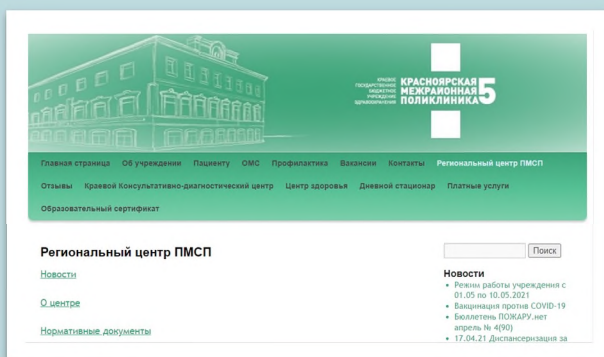 КРАЕВОЕ
ГОСУДАРСТВЕННОЕ
БЮДЖЕТНОЕ
УЧРЕЖДЕНИЕ
ЗДРАВООХРАНЕНИЯ
КРАСНОЯРСКАЯ
МЕЖРАЙОННАЯ
ПОЛИКЛИНИКА 5
Главная страница Об учреждении Пациенту ОМС Профилактика Вакансии Контакты Региональный центр ПМСП
Отзывы Краевой Консультативно-диагностический центр Центр здоровья Дневной стационар Платные услуги
Образовательный сертификат
Региональный центр ПМСП
Новости
О центре
Нормативные документы
Поиск
Новости
Режим работы учреждения с
01.05 по 10.05.2021
Вакцинация против COVID-19
Бюллетень ПОЖАРУ.нет
апрель № 4(90)
17.04.21 Диспансеризация за